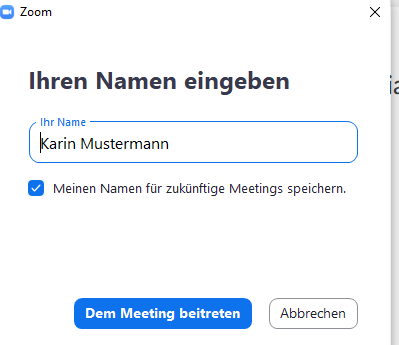 Zoom
Ihren Namen eingeben
Ihr Name
Karin Mustermann
Meinen Namen für zukünftige Meetings speichern.
Dem Meeting beitreten
Abbrechen